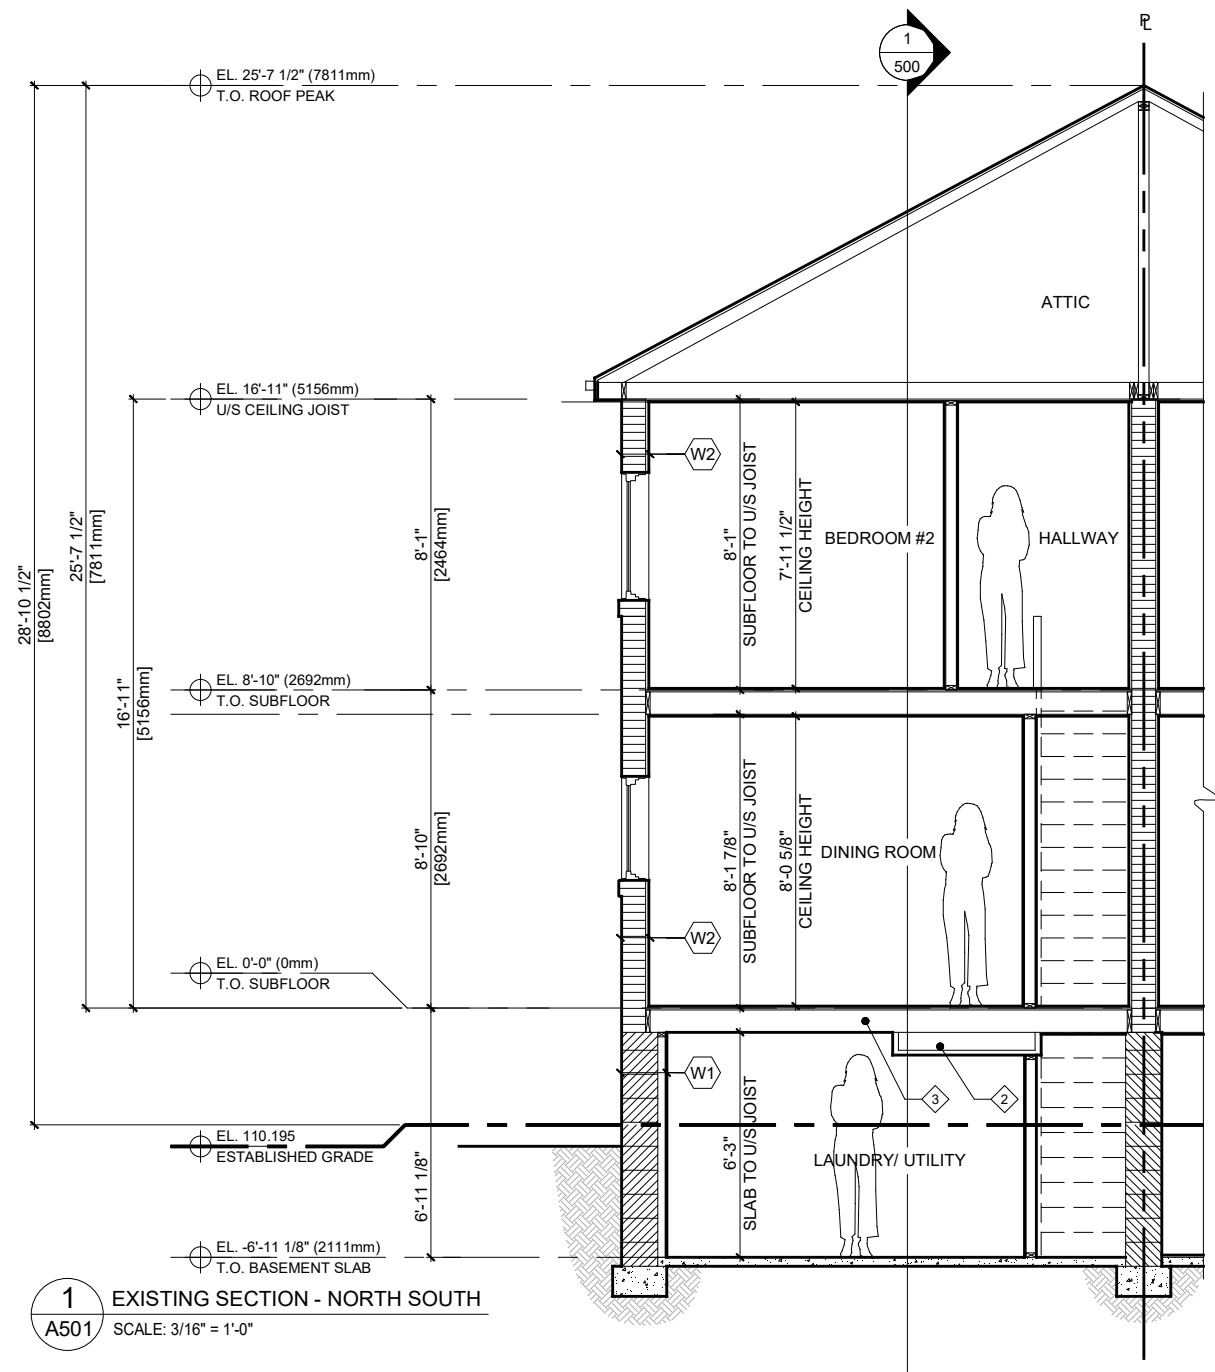 PL
1
500
EL. 25'-7 1/2" (7811mm)
T.O. ROOF PEAK
ATTIC
EL. 16'-11" (5156mm)
U/S CEILING JOIST
W2
28'-10 1/2"
[8802mm]
25'-7 1/2"
[7811mm]
16'-11"
[5156mm]
8'-1"
[2464mm]
8'-1"
SUBFLOOR TO U/S JOIST
7'-11 1/2"
CEILING HEIGHT
BEDROOM #2
HALLWAY
EL. 8'-10" (2692mm)
T.O. SUBFLOOR
8'-10"
[2692mm]
8'-1 7/8"
SUBFLOOR TO U/S JOIST
8'-0 5/8"
CEILING HEIGHT
DINING ROOM
W2
EL. 0'-0" (0mm)
T.O. SUBFLOOR
W1
3
2
EL. 110.195
ESTABLISHED GRADE
6'-11 1/8"
6'-3"
SLAB TO U/S JOIST
LAUNDRY/ UTILITY
EL. -6'-11 1/8" (2111mm)
T.O. BASEMENT SLAB
1
A501
EXISTING SECTION - NORTH SOUTH
SCALE: 3/16" = 1'-0"